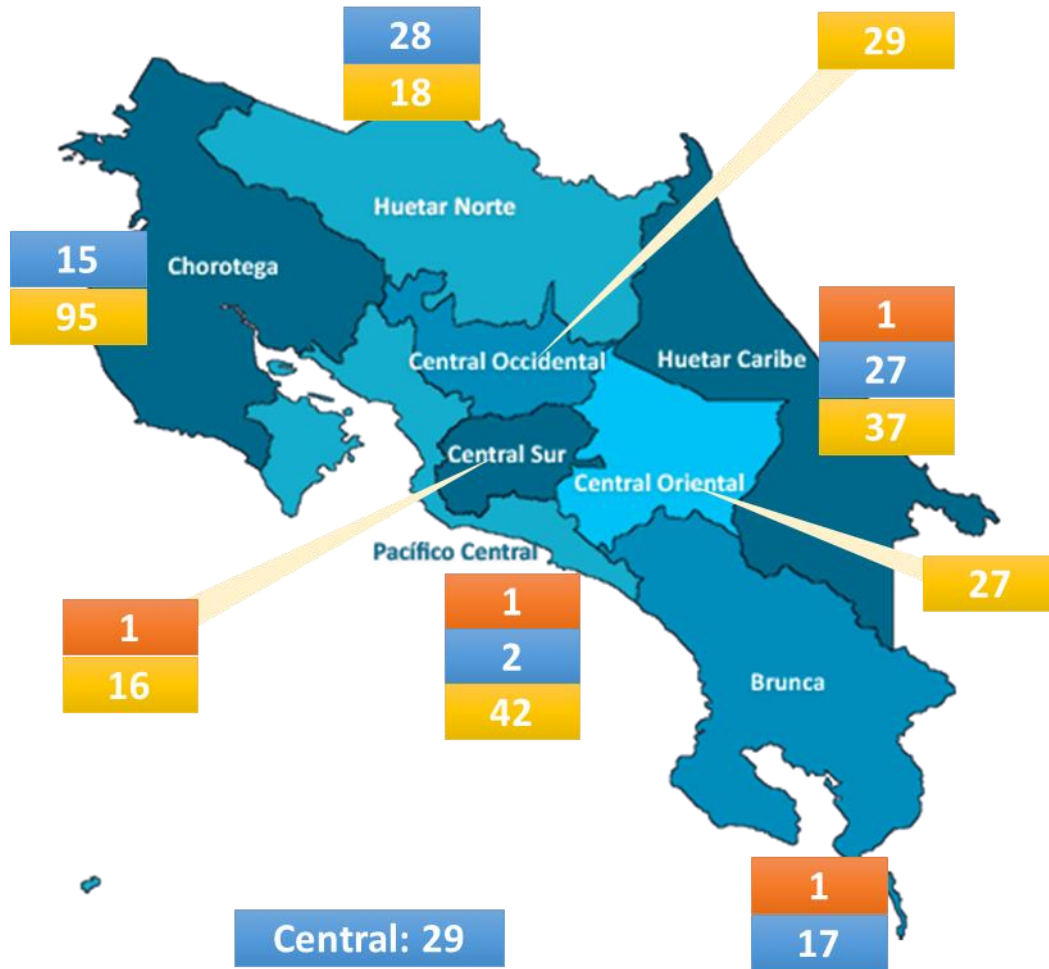 28
18
29
Huetar Norte
15
95
Chorotega
1
27
37
Central Occidental
Huetar Caribe
Central Sur
Central Oriental
Pacífico Central
27
1
16
1
2
42
Brunca
1
17
Central: 29